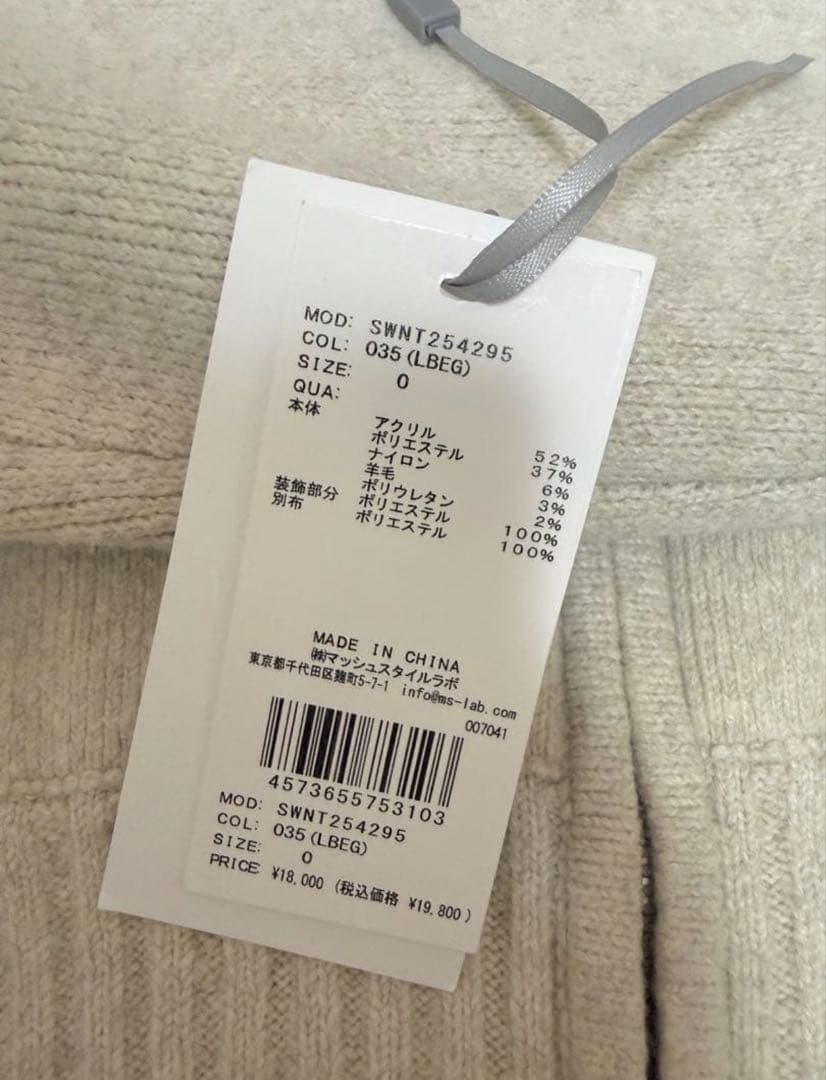 MOD: SWNT254295
COL: 035(LBEG)
SIZE: 0
QUA:
本体 アクリル 52%
ポリエステル 37%
ナイロン 6%
羊毛 3%
ポリウレタン 2%
装飾部分 ポリエステル 100%
別布 ポリエステル 100%
MADE IN CHINA
㈱マッシュスタイルラボ
東京都千代田区麹町5-7-1 info@ms-lab.com
007041
4573655753103
MOD: SWNT254295
COL: 035(LBEG)
SIZE: 0
PRICE: ¥18,000 (税込価格 ¥19,800)